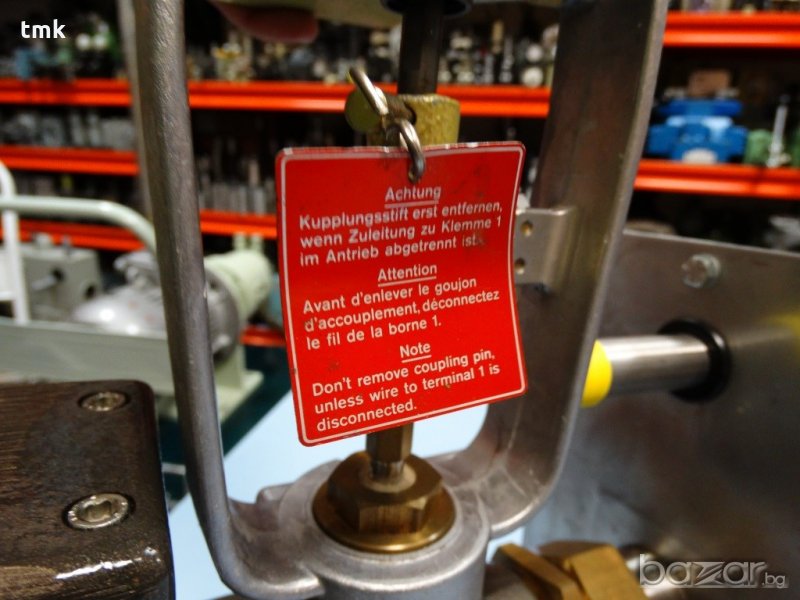 tmk
Achtung
Kupplungsstift erst entfernen,
wenn Zuleitung zu Klemme 1
im Antrieb abgetrennt ist.
Attention
Avant d'enlever le goujon
d'accouplement, déconnectez
le fil de la borne 1.
Note
Don't remove coupling pin,
unless wire to terminal 1 is
disconnected.
bazar.bg